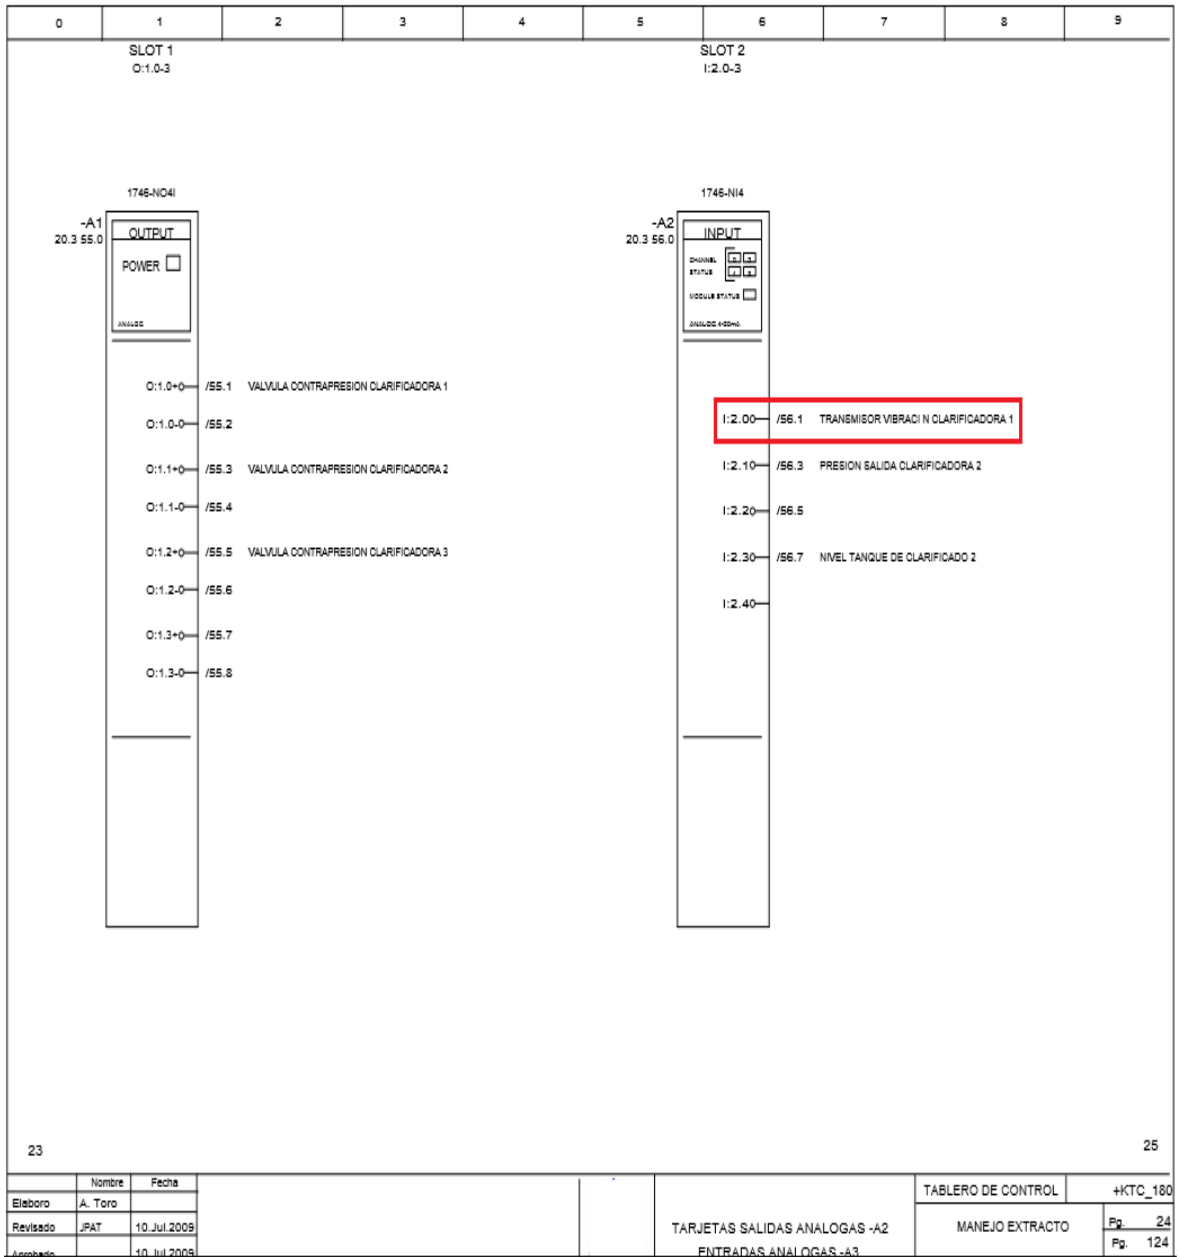 0 1 2 3 4 5 6 7 8 9
SLOT 1
O:1.0-3
SLOT 2
I:2.0-3
1746-NO4I
-A1
20.3 55.0
OUTPUT
POWER
ANALOG
O:1.0+0 /55.1 VALVULA CONTRAPRESION CLARIFICADORA 1
O:1.0-0 /55.2
O:1.1+0 /55.3 VALVULA CONTRAPRESION CLARIFICADORA 2
O:1.1-0 /55.4
O:1.2+0 /55.5 VALVULA CONTRAPRESION CLARIFICADORA 3
O:1.2-0 /55.6
O:1.3+0 /55.7
O:1.3-0 /55.8
1746-NI4
-A2
20.3 56.0
INPUT
CHANNEL
STATUS
MODULE STATUS
ANALOG 4-20mA
I:2.00 /56.1 TRANSMISOR VIBRACI N CLARIFICADORA 1
I:2.10 /56.3 PRESION SALIDA CLARIFICADORA 2
I:2.20 /56.5
I:2.30 /56.7 NIVEL TANQUE DE CLARIFICADO 2
I:2.40
23
25
Nombre Fecha
Elaboro A. Toro
Revisado JPAT 10.Jul.2009
Aprobado 10.Jul.2009
TARJETAS SALIDAS ANALOGAS -A2
ENTRADAS ANALOGAS -A3
TABLERO DE CONTROL +KTC_180
MANEJO EXTRACTO
Pg. 24
Pg. 124